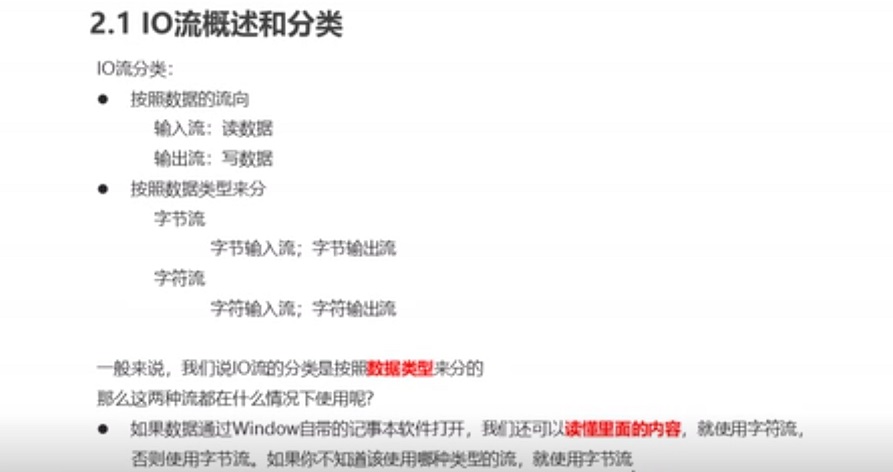 2.1 IO流概述和分类
IO流分类：
● 按照数据的流向
输入流：读数据
输出流：写数据
● 按照数据类型来分
字节流
字节输入流；字节输出流
字符流
字符输入流；字符输出流
一般来说，我们说IO流的分类是按照数据类型来分的
那么这两种流都在什么情况下使用呢？
● 如果数据通过Window自带的记事本软件打开，我们还可以读懂里面的内容，就使用字符流，
否则使用字节流。如果你不知道该使用哪种类型的流，就使用字节流